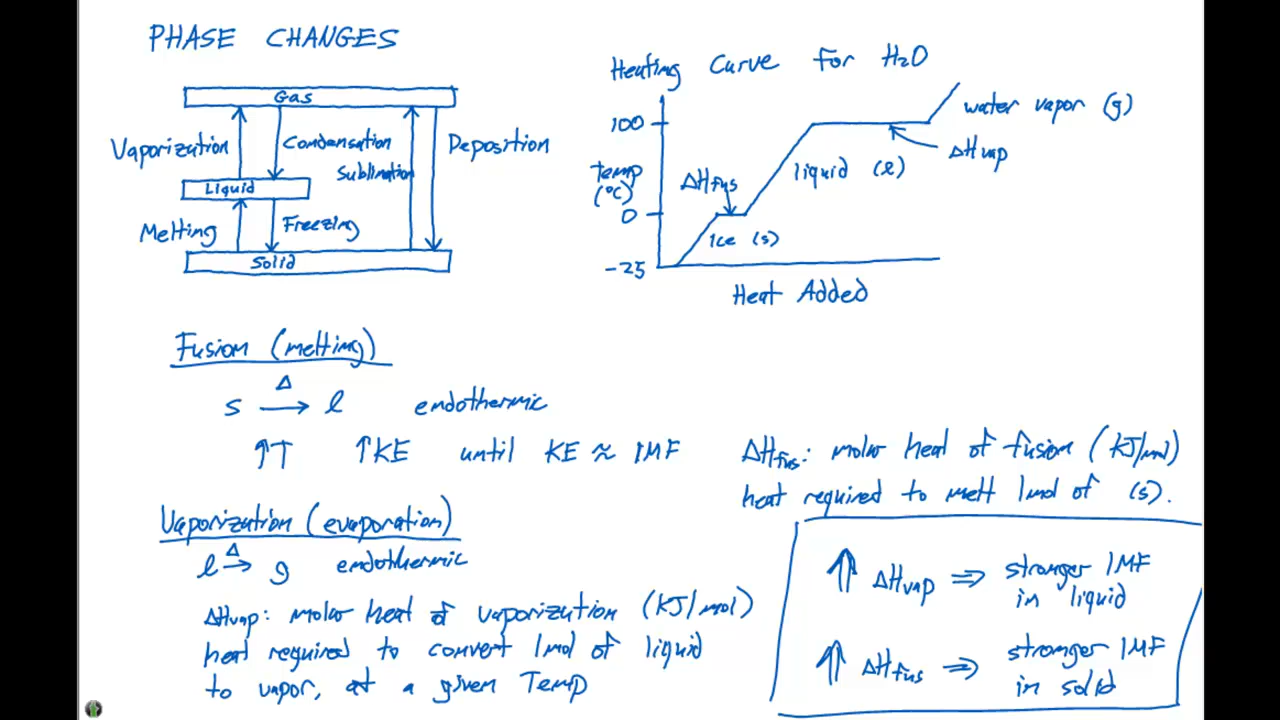 PHASE CHANGES
Gas
Vaporization
Condensation
Sublimation
Deposition
Liquid
Melting
Freezing
Solid
Heating Curve for H₂O
100
temp
(°C)
0
-25
ΔHfus
Ice (s)
liquid (l)
ΔHvap
water vapor (g)
Heat Added
Fusion (melting)
Δ
s ⟶ l endothermic
↑T ↑KE until KE ≈ IMF
ΔHfus: molar heat of fusion (kJ/mol)
heat required to melt 1mol of (s).
Vaporization (evaporation)
Δ
l → g endothermic
ΔHvap: molar heat of vaporization (kJ/mol)
heat required to convert 1mol of liquid
to vapor, at a given Temp
⇑ ΔHvap ⇒ stronger IMF
in liquid
⇑ ΔHfus ⇒ stronger IMF
in solid